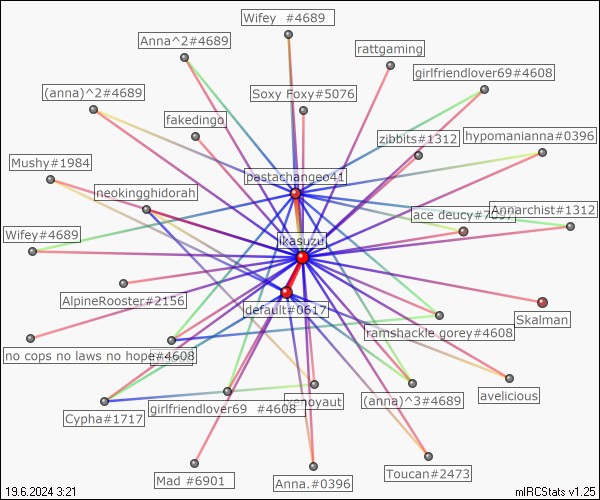 Wifey #4689
Anna^2#4689
rattgaming
girlfriendlover69#4608
(anna)^2#4689
Soxy Foxy#5076
fakedingo
zibbits#1312
hypomanianna#0396
Mushy#1984
pastachangeo41
neokingghidorah
ace deucy#7
Annarchist#1312
Wifey#4689
ikasuzu
AlpineRooster#2156
default#0617
Skalman
ramshackle gorey#4608
no cops no laws no hope#4608
avelicious
xenoyaut
(anna)^3#4689
girlfriendlover69 #4608
Cypha#1717
Toucan#2473
Mad #6901
Anna.#0396
19.6.2024 3:21
mIRCStats v1.25